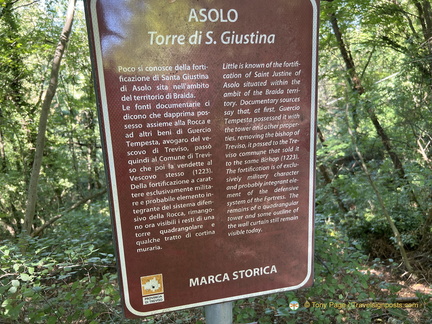 ASOLO
Torre di S. Giustina
Poco si conosce della forti-
ficazione di Santa Giustina
di Asolo sita nell'ambito
del territorio di Braida.
Le fonti documentarie ci
dicono che dapprima pos-
sesso assieme alla Rocca e
ad altri beni di Guercio
Tempesta, avogaro del ve-
scovo di Treviso, passò
quindi al Comune di Trevi-
so che poi la vendette al
Vescovo stesso (1223).
Della fortificazione a carat-
tere esclusivamente milita-
re e probabile elemento in-
tegrante del sistema difen-
sivo della Rocca, rimango-
no ora visibili i resti di una
torre quadrangolare e
qualche tratto di cortina
muraria.
Little is known of the fortifi-
cation of Saint Justine of
Asolo situated within the
ambit of the Braida terri-
tory. Documentary sources
say that, at first, Guercio
Tempesta possessed it with
the tower and other proper-
ties, removing the bishop of
Treviso, it passed to the Tre-
viso commune that sold it
to the same Bishop (1223).
The fortification is of exclu-
sively military character
and probably integrated ele-
ment of the defensive
system of the Fortress. The
remains of a quadrangular
tower and some outline of
the wall curtain still remain
visible today.
MARCA STORICA
PROVINCIA
DI TREVISO
© Tony Page / Travelsignposts.com